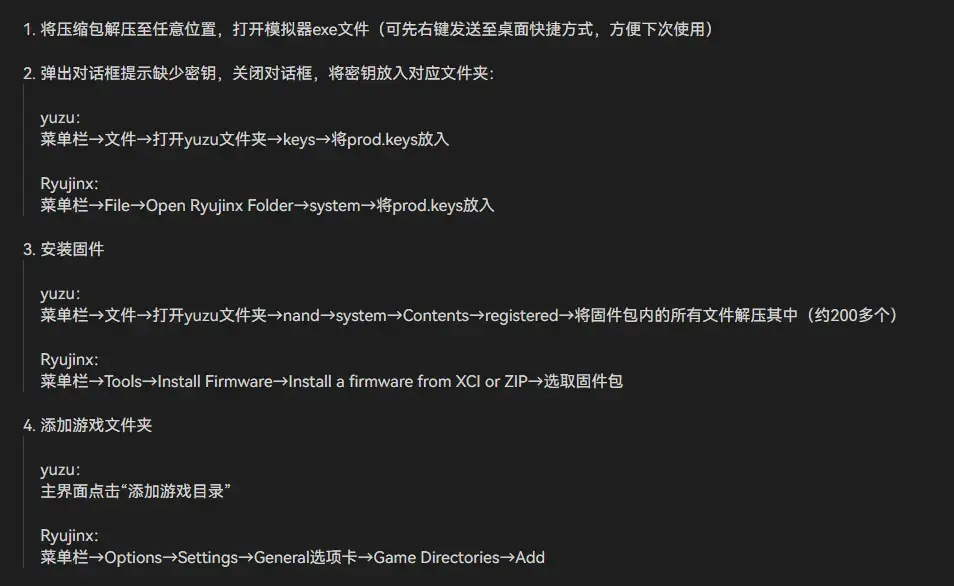 1. 将压缩包解压至任意位置，打开模拟器exe文件（可先右键发送至桌面快捷方式，方便下次使用）
2. 弹出对话框提示缺少密钥，关闭对话框，将密钥放入对应文件夹：
yuzu：
菜单栏→文件→打开yuzu文件夹→keys→将prod.keys放入
Ryujinx:
菜单栏→File→Open Ryujinx Folder→system→将prod.keys放入
3. 安装固件
yuzu：
菜单栏→文件→打开yuzu文件夹→nand→system→Contents→registered→将固件包内的所有文件解压其中（约200多个）
Ryujinx:
菜单栏→Tools→Install Firmware→Install a firmware from XCI or ZIP→选取固件包
4. 添加游戏文件夹
yuzu：
主界面点击“添加游戏目录”
Ryujinx:
菜单栏→Options→Settings→General选项卡→Game Directories→Add